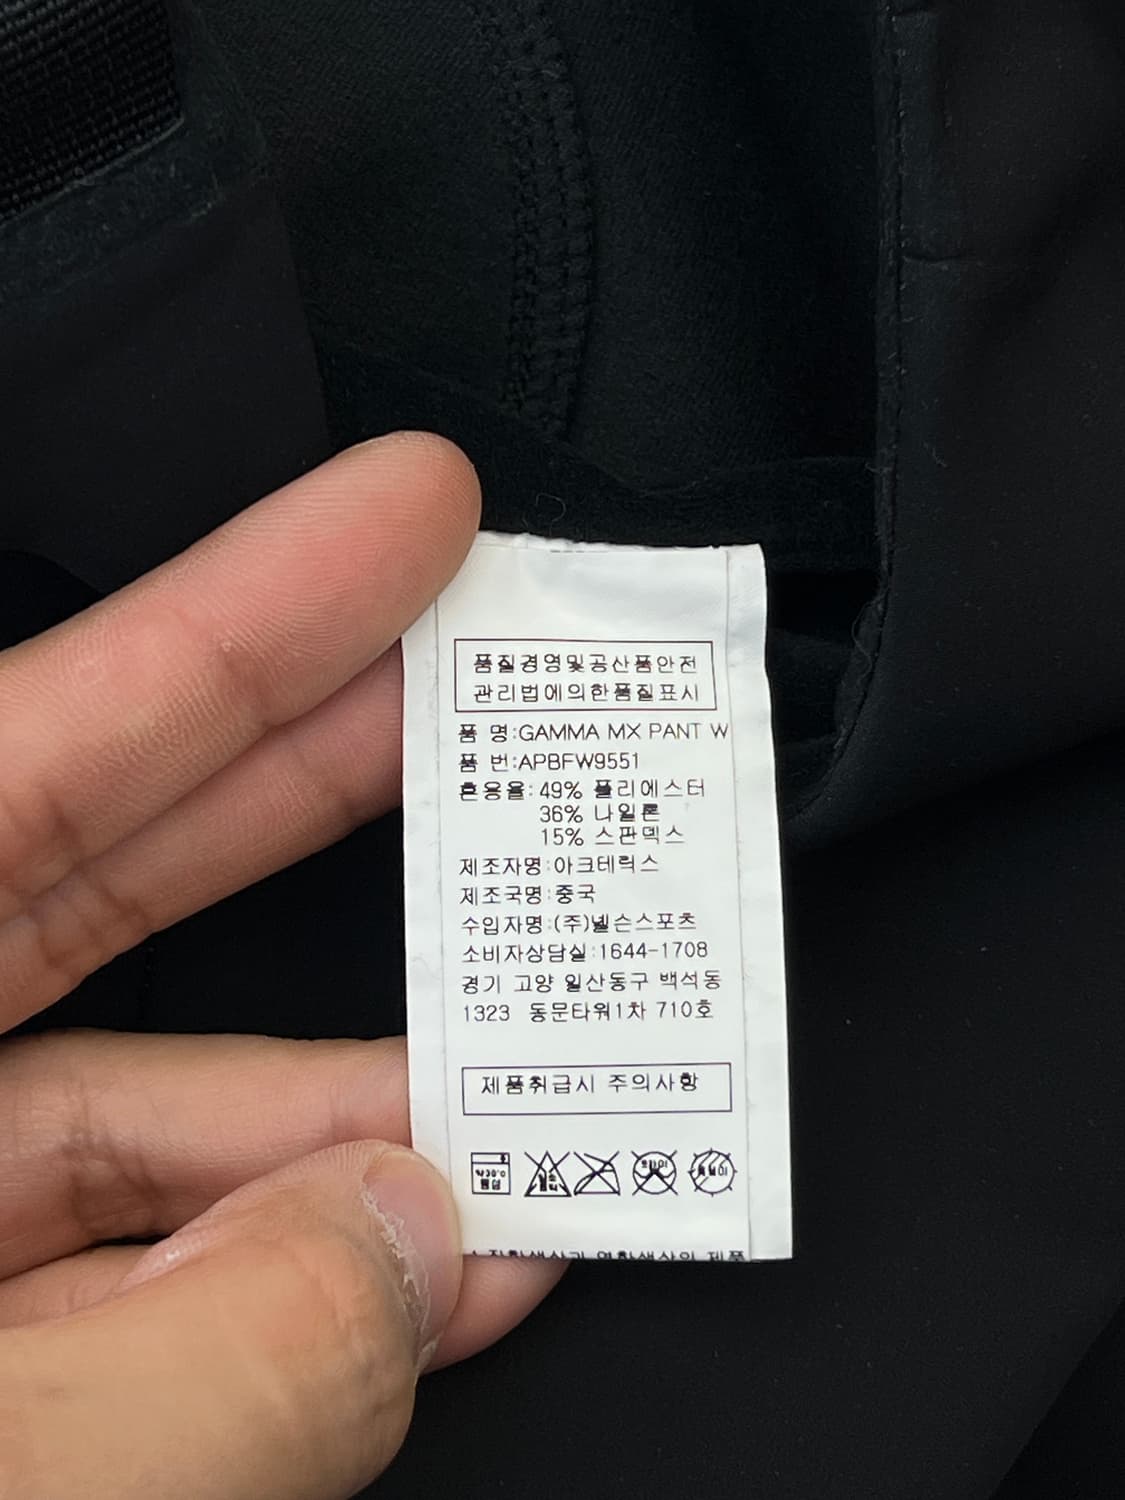 품질경영및공산품안전
관리법에의한품질표시
품 명:GAMMA MX PANT W
품 번:APBFW9551
혼용율:49% 폴리에스터
36% 나일론
15% 스판덱스
제조자명:아크테릭스
제조국명:중국
수입자명:(주)넬슨스포츠
소비자상담실:1644-1708
경기 고양 일산동구 백석동
1323 동문타워1차 710호
제품취급시 주의사항
약30°C
중성